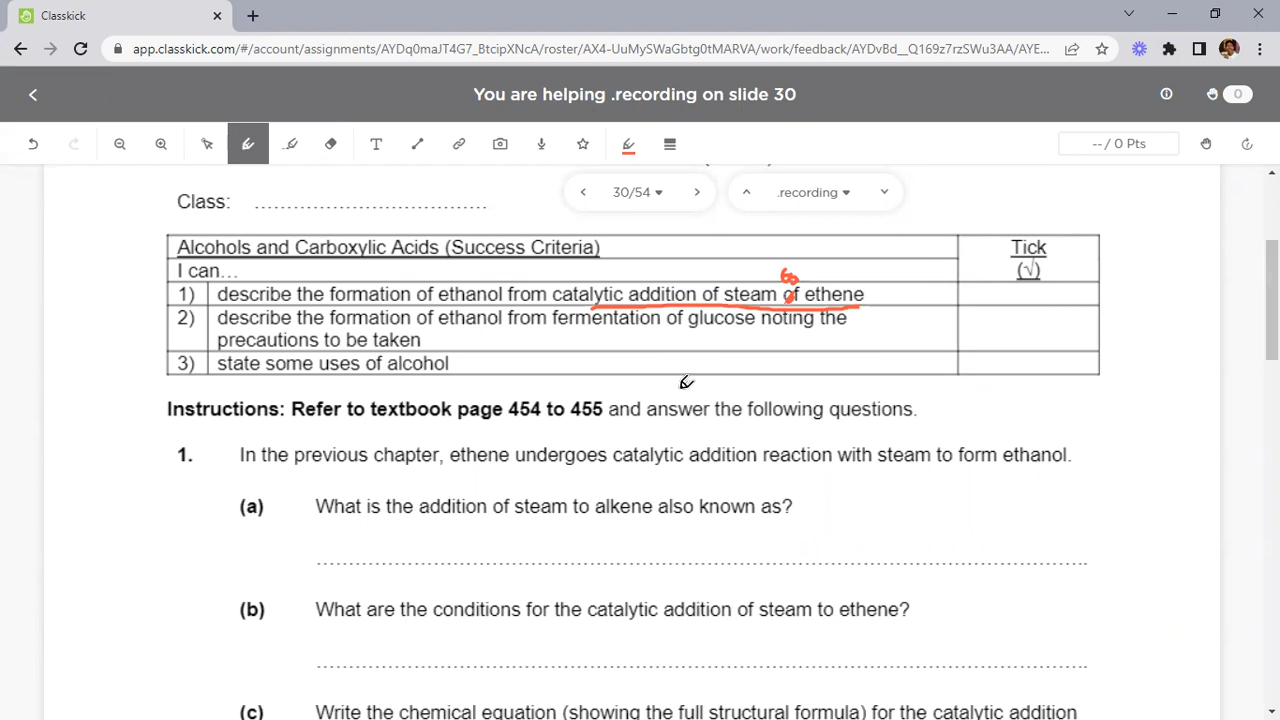 Classkick
app.classkick.com/#/account/assignments/AYDq0maJT4G7_BtcipXNtA/roster/AX4-UuMySWaGbtg0tMARVA/work/feedback/AYDvBd__Q169z7rzSWu3AA/AYE...
You are helping .recording on slide 30
0
T
-- / 0 Pts
30/54
.recording
Class: ....................................
Alcohols and Carboxylic Acids (Success Criteria)
Tick
I can...
(√)
1) describe the formation of ethanol from catalytic addition of steam of ethene
to
2) describe the formation of ethanol from fermentation of glucose noting the
precautions to be taken
3) state some uses of alcohol
Instructions: Refer to textbook page 454 to 455 and answer the following questions.
1. In the previous chapter, ethene undergoes catalytic addition reaction with steam to form ethanol.
(a) What is the addition of steam to alkene also known as?
(b) What are the conditions for the catalytic addition of steam to ethene?
(c) Write the chemical equation (showing the full structural formula) for the catalytic addition